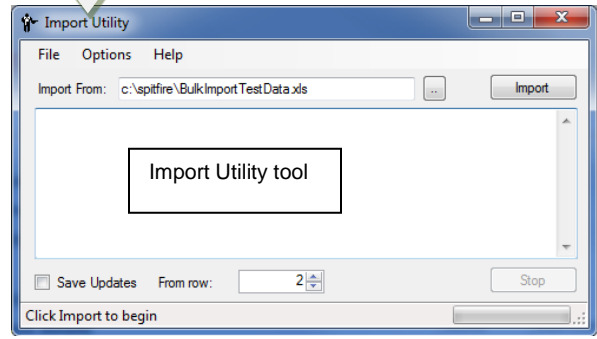 Import Utility
File Options Help
Import From: c:\spitfire\BulkImportTestData.xls .. Import
Import Utility tool
Save Updates From row: 2 Stop
Click Import to begin